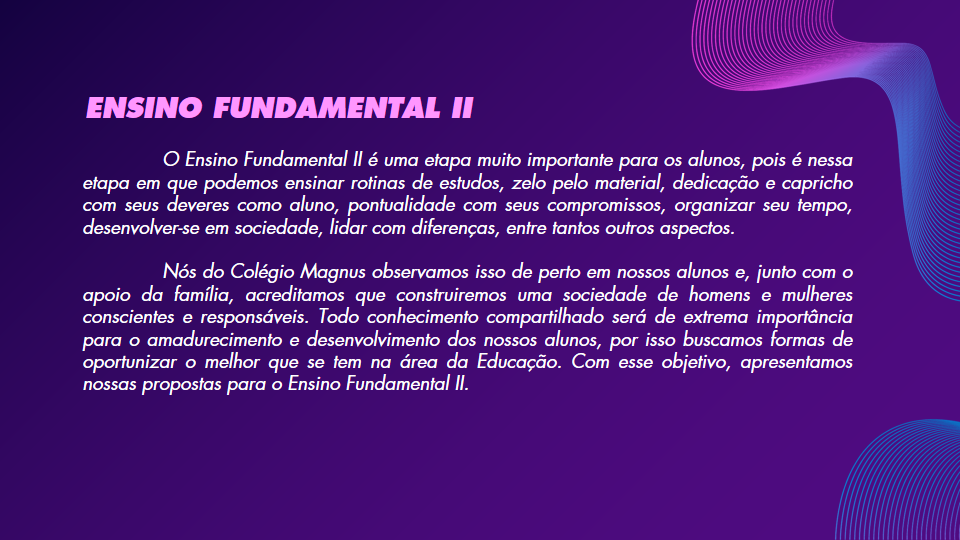 ENSINO FUNDAMENTAL II
O Ensino Fundamental II é uma etapa muito importante para os alunos, pois é nessa
etapa em que podemos ensinar rotinas de estudos, zelo pelo material, dedicação e capricho
com seus deveres como aluno, pontualidade com seus compromissos, organizar seu tempo,
desenvolver-se em sociedade, lidar com diferenças, entre tantos outros aspectos.
Nós do Colégio Magnus observamos isso de perto em nossos alunos e, junto com o
apoio da família, acreditamos que construiremos uma sociedade de homens e mulheres
conscientes e responsáveis. Todo conhecimento compartilhado será de extrema importância
para o amadurecimento e desenvolvimento dos nossos alunos, por isso buscamos formas de
oportunizar o melhor que se tem na área da Educação. Com esse objetivo, apresentamos
nossas propostas para o Ensino Fundamental II.